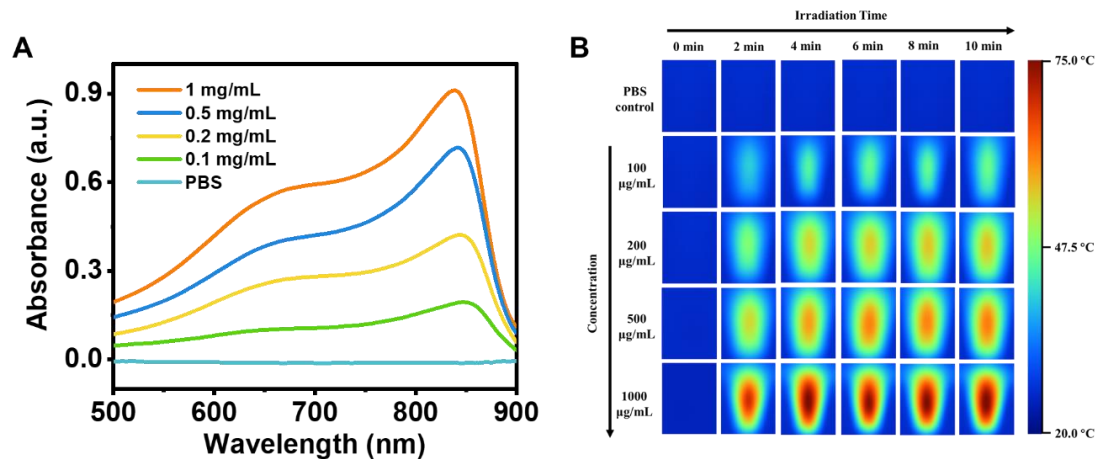 A
Absorbance (a.u.)
0.9
0.6
0.3
0.0
1 mg/mL
0.5 mg/mL
0.2 mg/mL
0.1 mg/mL
PBS
500 600 700 800 900
Wavelength (nm)
B
Irradiation Time
0 min 2 min 4 min 6 min 8 min 10 min
PBS
control
Concentration
100
µg/mL
200
µg/mL
500
µg/mL
1000
µg/mL
75.0 °C
47.5 °C
20.0 °C